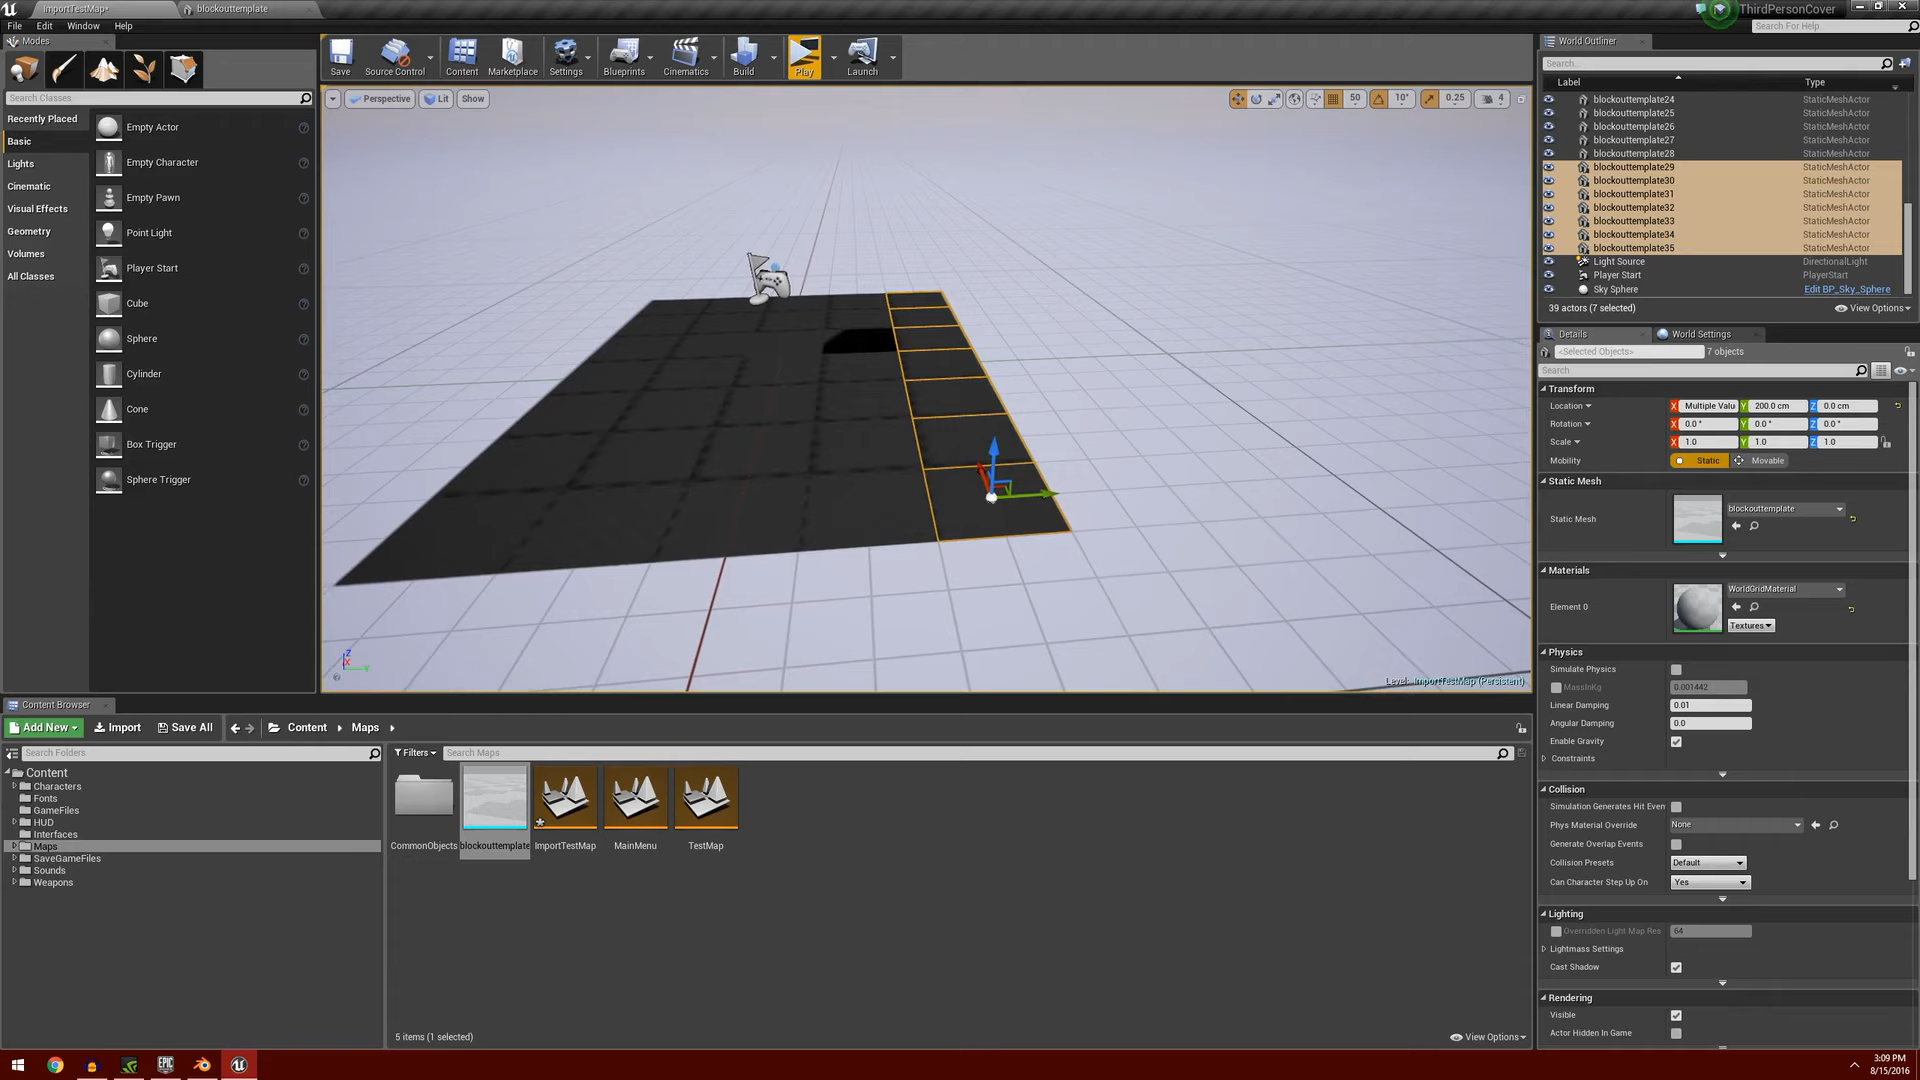 ImportTestMap*
blockouttemplate
ThirdPersonCover
File Edit Window Help
Search For Help
Modes
Search Classes
Recently Placed
Basic
Lights
Cinematic
Visual Effects
Geometry
Volumes
All Classes
Empty Actor
Empty Character
Empty Pawn
Point Light
Player Start
Cube
Sphere
Cylinder
Cone
Box Trigger
Sphere Trigger
Save Source Control Content Marketplace Settings Blueprints Cinematics Build Play Launch
Perspective Lit Show
50 10° 0.25 4
Level: ImportTestMap (Persistent)
World Outliner
Search...
Label Type
blockouttemplate24 StaticMeshActor
blockouttemplate25 StaticMeshActor
blockouttemplate26 StaticMeshActor
blockouttemplate27 StaticMeshActor
blockouttemplate28 StaticMeshActor
blockouttemplate29 StaticMeshActor
blockouttemplate30 StaticMeshActor
blockouttemplate31 StaticMeshActor
blockouttemplate32 StaticMeshActor
blockouttemplate33 StaticMeshActor
blockouttemplate34 StaticMeshActor
blockouttemplate35 StaticMeshActor
Light Source DirectionalLight
Player Start PlayerStart
Sky Sphere Edit BP_Sky_Sphere
39 actors (7 selected) View Options
Details World Settings
<Selected Objects> 7 objects
Search
Transform
Location X Multiple Valu Y 200.0 cm Z 0.0 cm
Rotation X 0.0 ° Y 0.0 ° Z 0.0 °
Scale X 1.0 Y 1.0 Z 1.0
Mobility Static Movable
Static Mesh
Static Mesh blockouttemplate
Materials
Element 0 WorldGridMaterial
Textures
Physics
Simulate Physics
MassInKg 0.001442
Linear Damping 0.01
Angular Damping 0.0
Enable Gravity
Constraints
Collision
Simulation Generates Hit Even
Phys Material Override None
Generate Overlap Events
Collision Presets Default
Can Character Step Up On Yes
Lighting
Overridden Light Map Res 64
Lightmass Settings
Cast Shadow
Rendering
Visible
Actor Hidden In Game
Content Browser
Add New Import Save All Content Maps
Search Folders
Filters Search Maps
Content
Characters
Fonts
GameFiles
HUD
Interfaces
Maps
SaveGameFiles
Sounds
Weapons
CommonObjects blockouttemplate ImportTestMap MainMenu TestMap
5 items (1 selected) View Options
EPIC
3:09 PM
8/15/2016